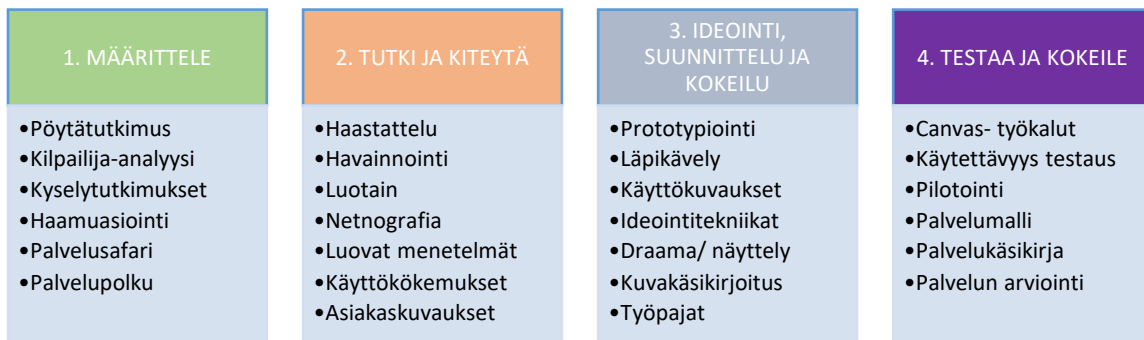 1. MÄÄRITTELE
•Pöytätutkimus
•Kilpailija-analyysi
•Kyselytutkimukset
•Haamuasiointi
•Palvelusafari
•Palvelupolku
2. TUTKI JA KITEYTÄ
•Haastattelu
•Havainnointi
•Luotain
•Netnografia
•Luovat menetelmät
•Käyttökökemukset
•Asiakaskuvaukset
3. IDEOINTI,
SUUNNITTELU JA
KOKEILU
•Prototypiointi
•Läpikävely
•Käyttökuvaukset
•Ideointitekniikat
•Draama/ näyttely
•Kuvakäsikirjoitus
•Työpajat
4. TESTAA JA KOKEILE
•Canvas- työkalut
•Käytettävyys testaus
•Pilotointi
•Palvelumalli
•Palvelukäsikirja
•Palvelun arviointi